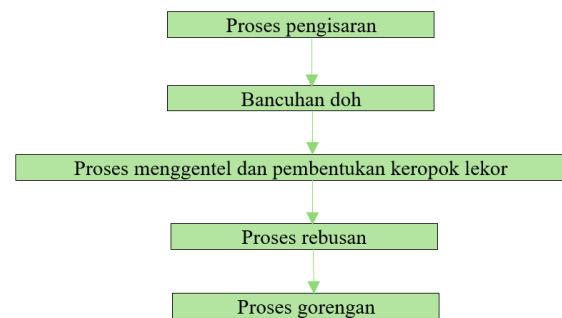 Proses pengisaran
Bancuhan doh
Proses menggentel dan pembentukan keropok lekor
Proses rebusan
Proses gorengan